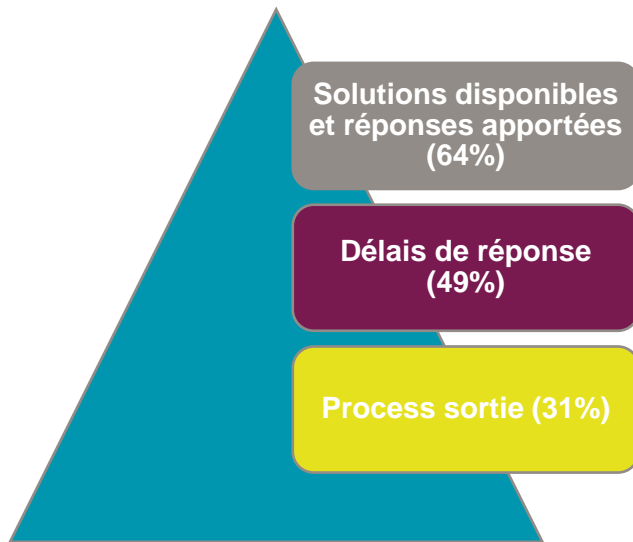 Solutions disponibles
et réponses apportées
(64%)
Délais de réponse
(49%)
Process sortie (31%)